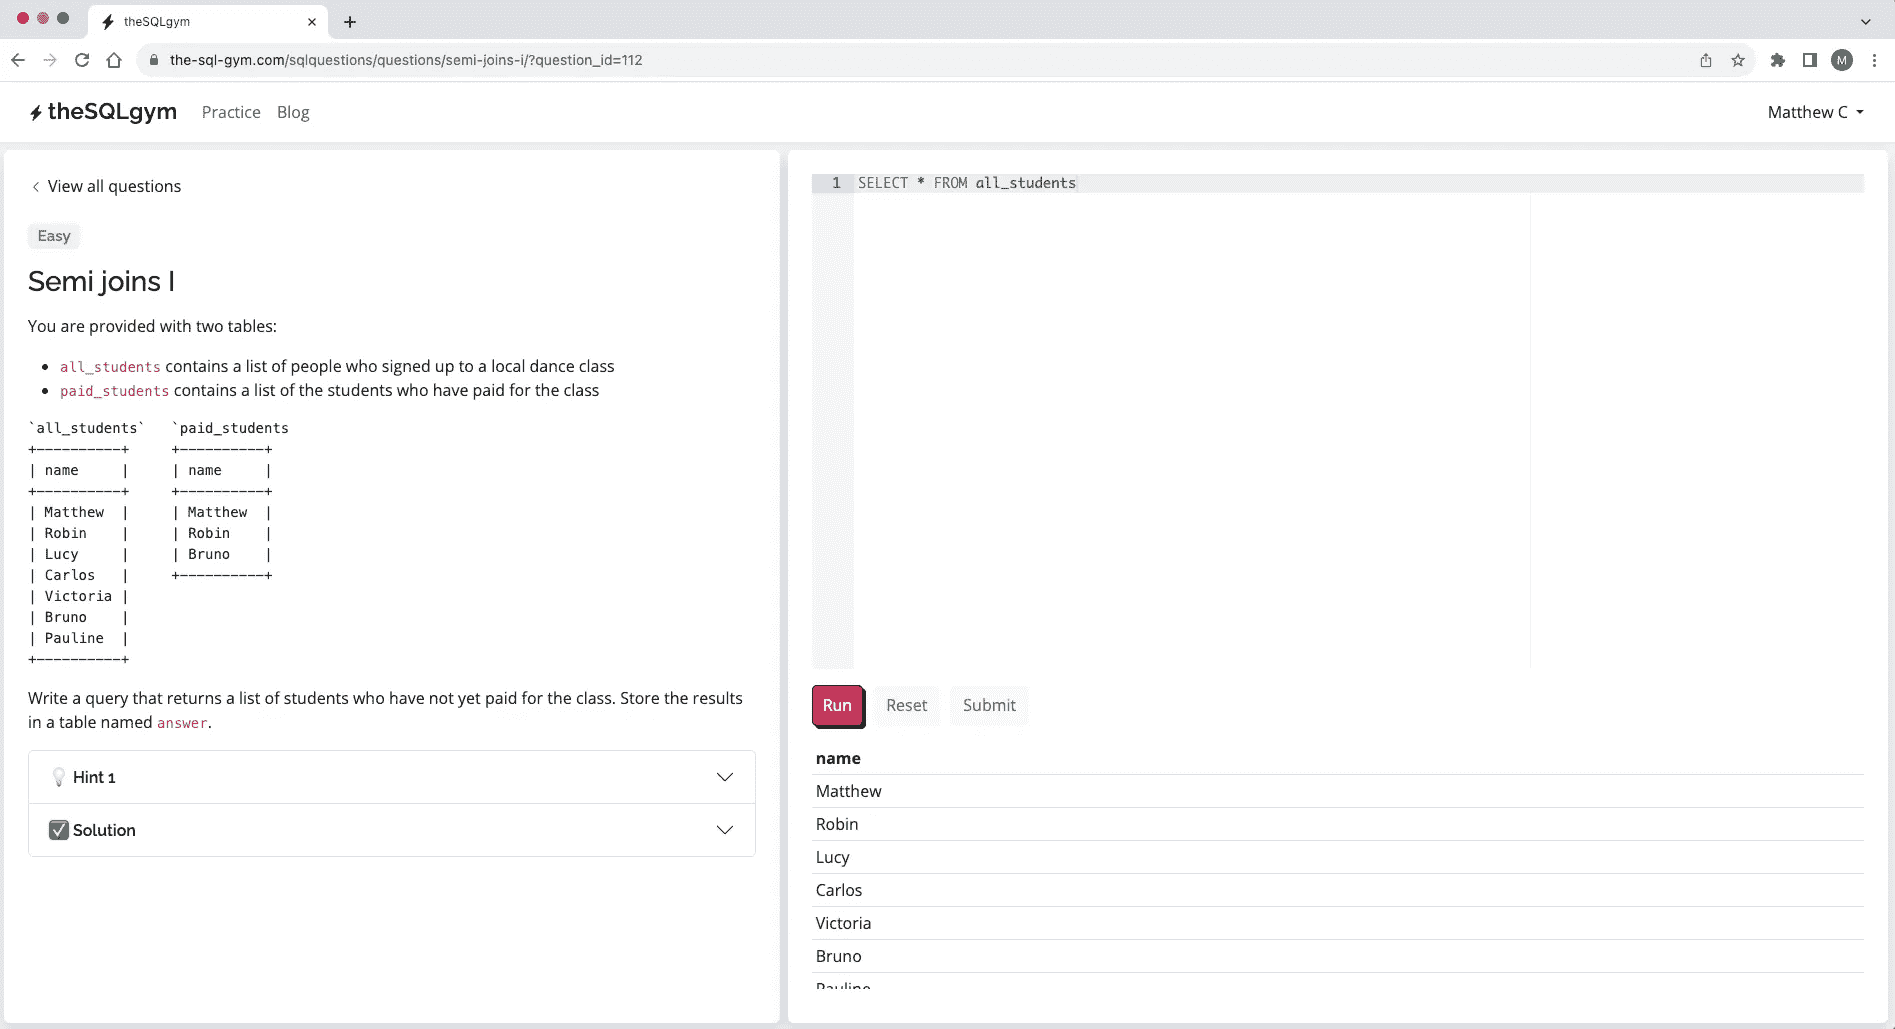 theSQLgym
the-sql-gym.com/sqlquestions/questions/semi-joins-i/?question_id=112
M
theSQLgym
Practice
Blog
Matthew C
View all questions
Easy
Semi joins I
You are provided with two tables:
• all_students contains a list of people who signed up to a local dance class
• paid_students contains a list of the students who have paid for the class
`all_students`   `paid_students
+----------+     +----------+
| name     |     | name     |
+----------+     +----------+
| Matthew  |     | Matthew  |
| Robin    |     | Robin    |
| Lucy     |     | Bruno    |
| Carlos   |     +----------+
| Victoria |
| Bruno    |
| Pauline  |
+----------+
Write a query that returns a list of students who have not yet paid for the class. Store the results
in a table named answer.
Hint 1
Solution
1 SELECT * FROM all_students
Run
Reset
Submit
name
Matthew
Robin
Lucy
Carlos
Victoria
Bruno
Pauline